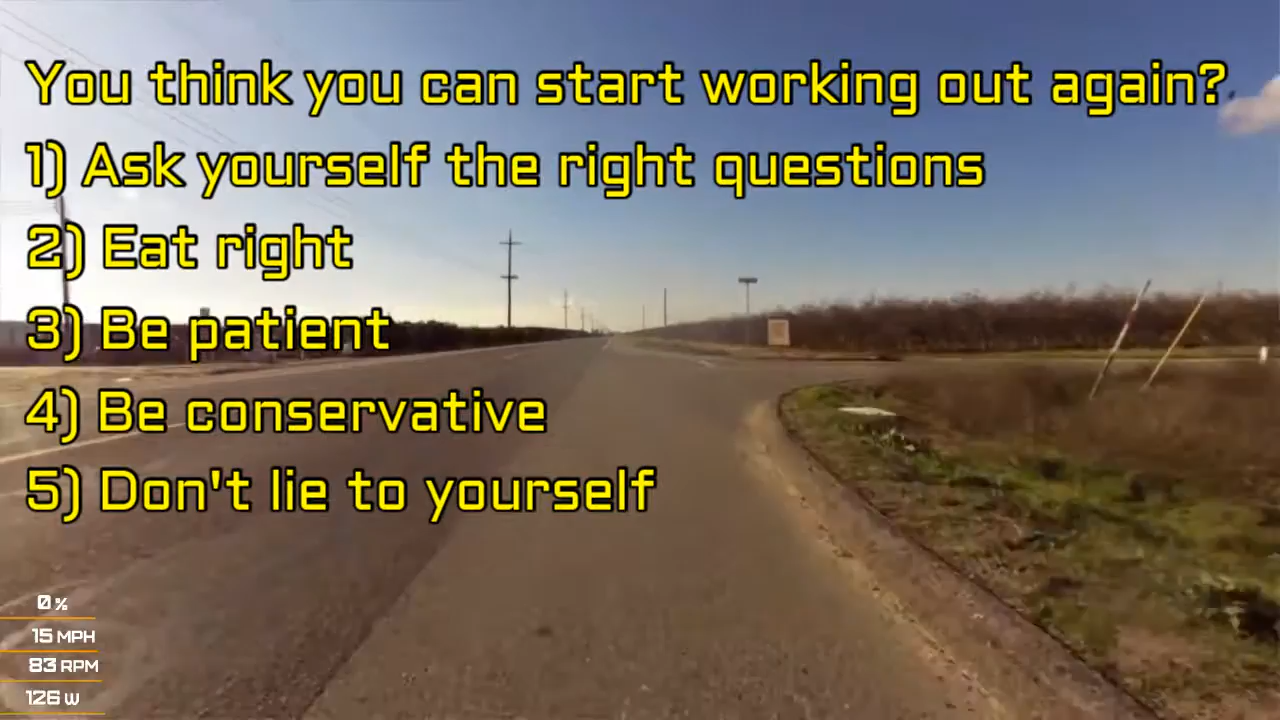 You think you can start working out again?
1) Ask yourself the right questions
2) Eat right
3) Be patient
4) Be conservative
5) Don't lie to yourself
0 %
15 MPH
83 RPM
126 W